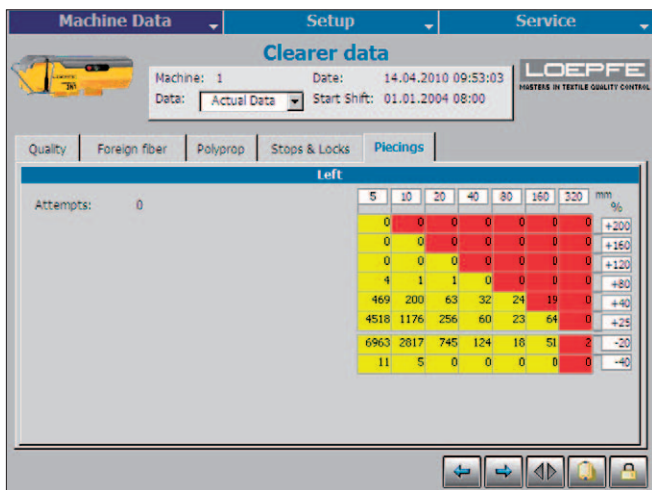 Machine Data Setup Service
Clearer data
LOEPFE
MASTERS IN TEXTILE QUALITY CONTROL
Machine: 1 Date: 14.04.2010 09:53:03
Data: Actual Data Start Shift: 01.01.2004 08:00
Quality Foreign fiber Polyprop Stops & Locks Piecings
Left
Attempts: 0
5 10 20 40 80 160 320 mm
%
0 0 0 0 0 0 0 +200
0 0 0 0 0 0 0 +160
0 0 0 0 0 0 0 +120
4 1 1 0 0 0 0 +80
469 200 63 32 24 19 0 +40
4518 1176 256 60 23 64 0 +25
6963 2817 745 124 18 51 2 -20
11 5 0 0 0 0 0 -40